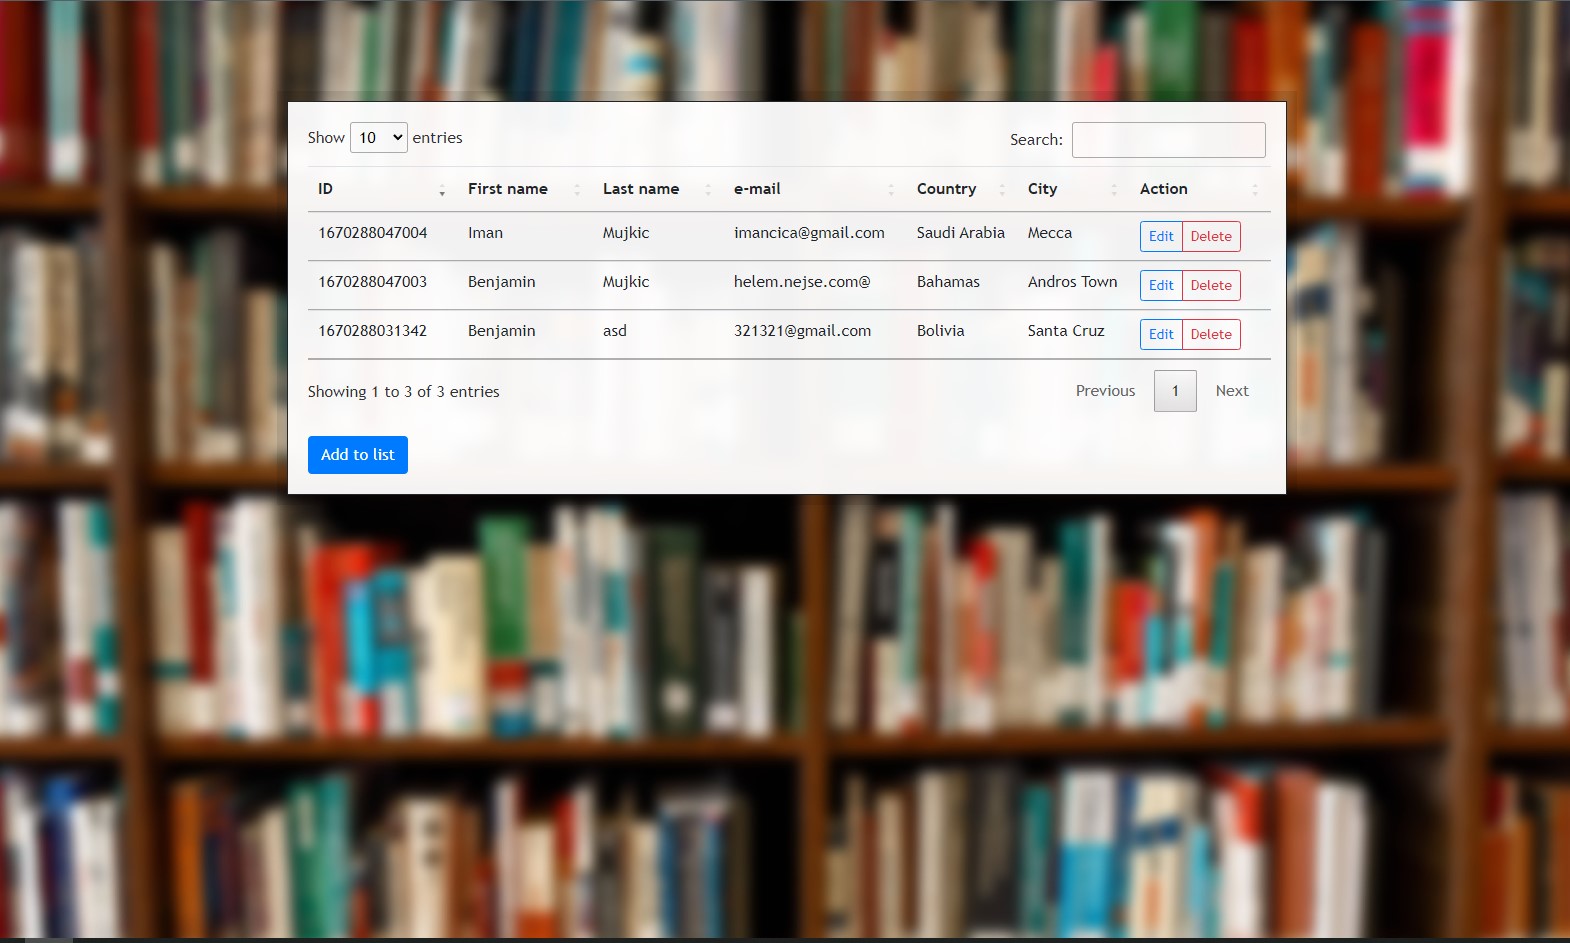 Show 10 entries Search:
ID First name Last name e-mail Country City Action
1670288047004 Iman Mujkic imancica@gmail.com Saudi Arabia Mecca Edit Delete
1670288047003 Benjamin Mujkic helem.nejse.com@ Bahamas Andros Town Edit Delete
1670288031342 Benjamin asd 321321@gmail.com Bolivia Santa Cruz Edit Delete
Showing 1 to 3 of 3 entries Previous 1 Next
Add to list